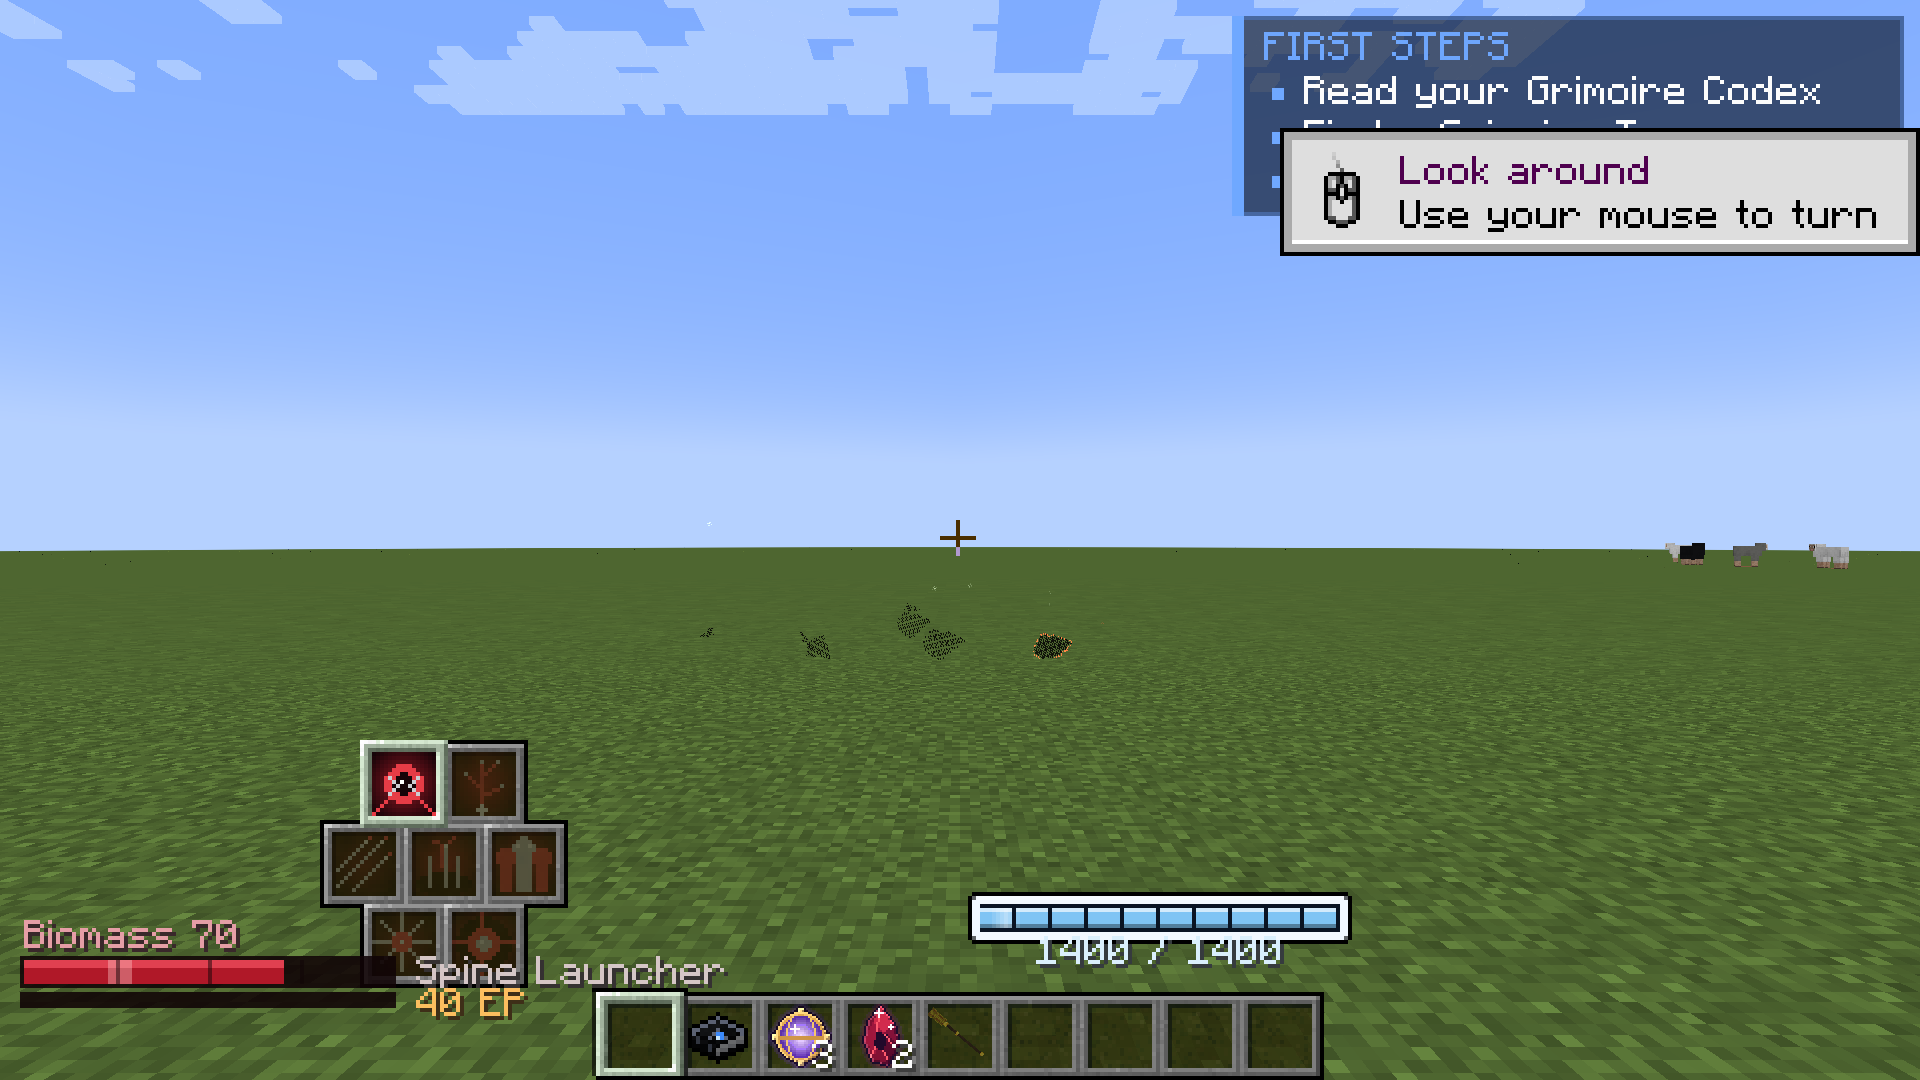 FIRST STEPS
Read your Grimoire Codex
Look around
Use your mouse to turn
Biomass 70
Spine Launcher
40 EP
1400 / 1400
3
2